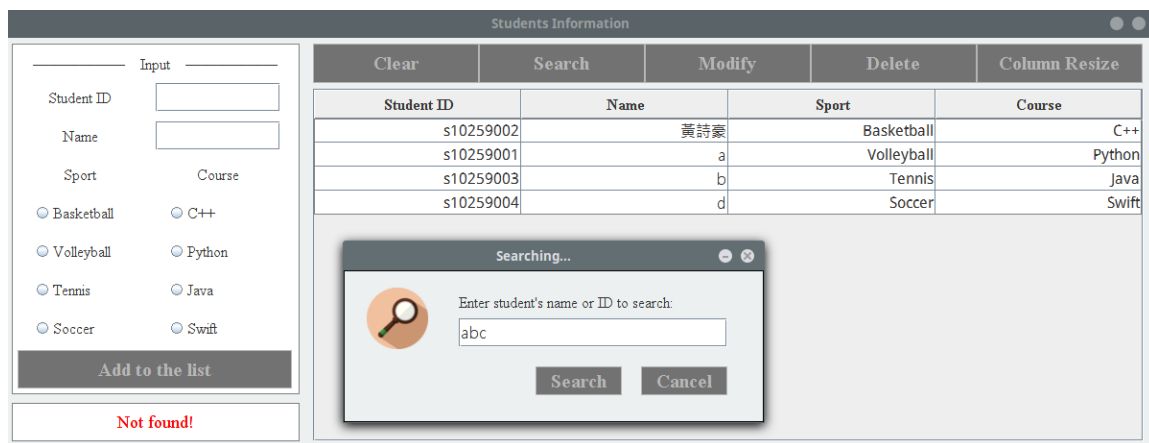 Students Information
Input
Student ID
Name
Sport Course
Basketball C++
Volleyball Python
Tennis Java
Soccer Swift
Add to the list
Not found!
Clear Search Modify Delete Column Resize
Student ID Name Sport Course
s10259002 黃詩豪 Basketball C++
s10259001 a Volleyball Python
s10259003 b Tennis Java
s10259004 d Soccer Swift
Searching...
Enter student's name or ID to search:
abc
Search Cancel